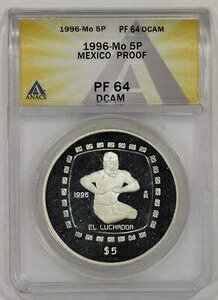 1996-Mo 5P PF 64 DCAM
ANACS
1996-Mo 5P
MEXICO PROOF
PF 64
DCAM
1996
EL LUCHADOR
$5